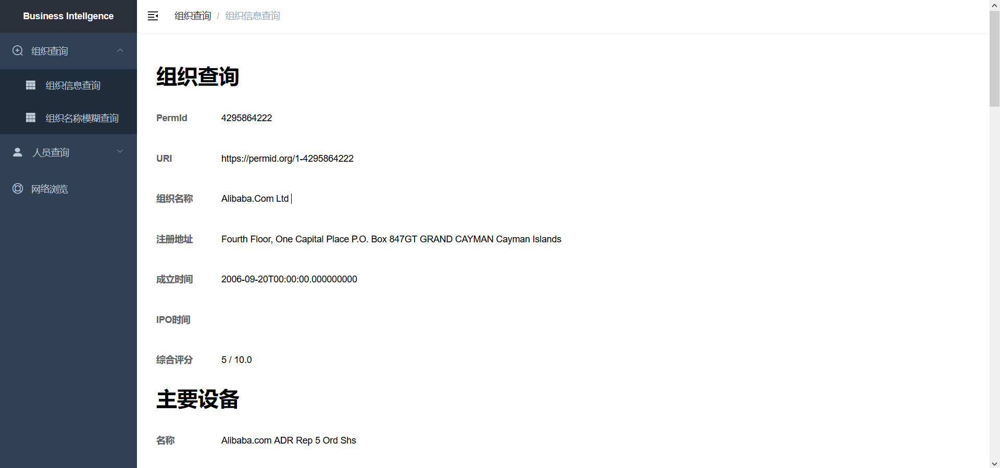 Business Intellgence
组织查询 / 组织信息查询
组织查询
组织信息查询
组织名称模糊查询
人员查询
网络浏览
组织查询
PermId 4295864222
URI https://permid.org/1-4295864222
组织名称 Alibaba.Com Ltd
注册地址 Fourth Floor, One Capital Place P.O. Box 847GT GRAND CAYMAN Cayman Islands
成立时间 2006-09-20T00:00:00.000000000
IPO时间
综合评分 5 / 10.0
主要设备
名称 Alibaba.com ADR Rep 5 Ord Shs